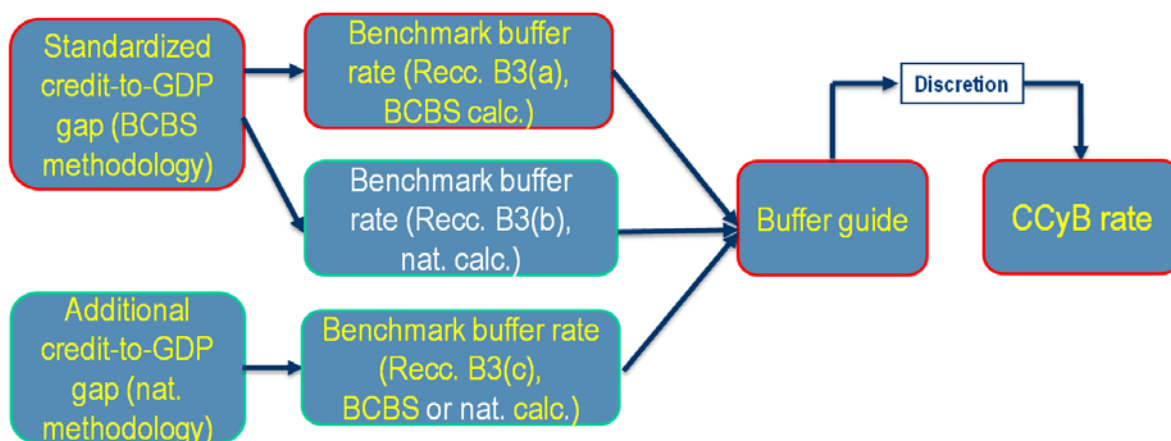 Standardized
credit-to-GDP
gap (BCBS
methodology)
Benchmark buffer
rate (Recc. B3(a),
BCBS calc.)
Benchmark buffer
rate (Recc. B3(b),
nat. calc.)
Additional
credit-to-GDP
gap (nat.
methodology)
Benchmark buffer rate
(Recc. B3(c),
BCBS or nat. calc.)
Buffer guide
Discretion
CCyB rate